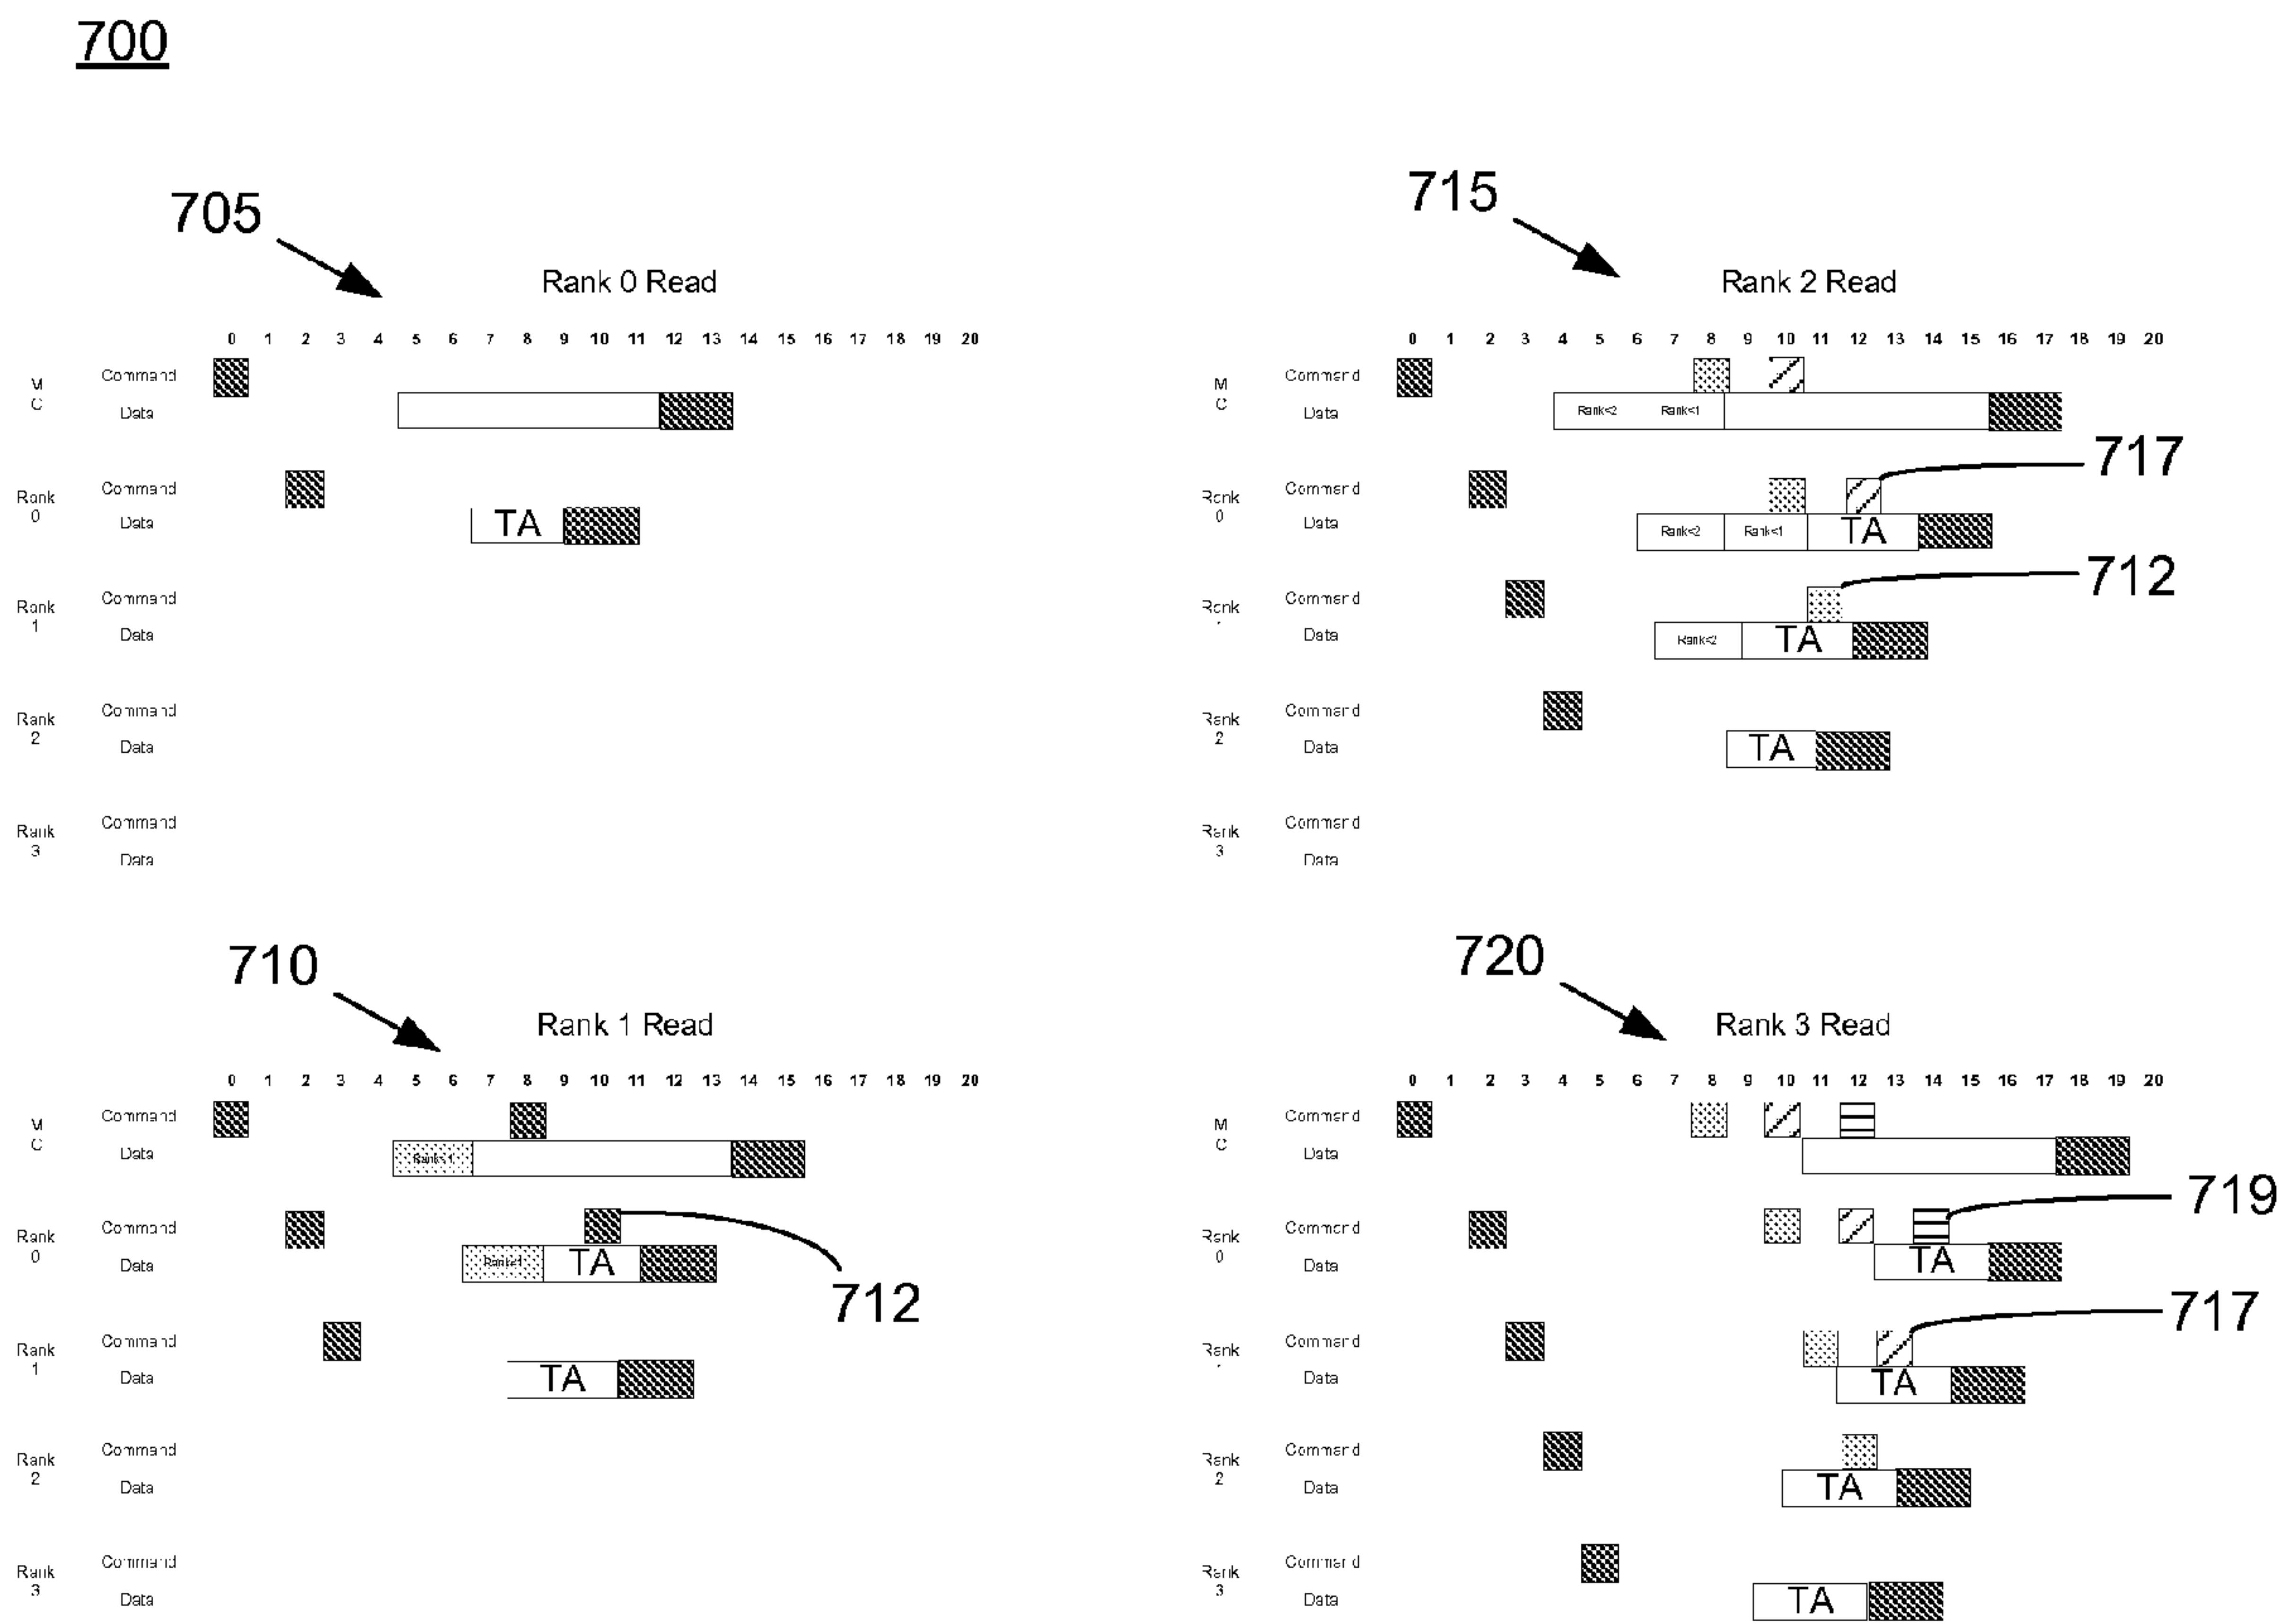 700
705
Rank 0 Read
0 1 2 3 4 5 6 7 8 9 10 11 12 13 14 15 16 17 18 19 20
M C Command
Data
Rank 0 Command
Data TA
Rank 1 Command
Data
Rank 2 Command
Data
Rank 3 Command
Data
715
Rank 2 Read
0 1 2 3 4 5 6 7 8 9 10 11 12 13 14 15 16 17 18 19 20
M C Command
Data Rank<2 Rank<1
717
Rank 0 Command
Data Rank<2 Rank<1 TA
712
Rank Command
Data Rank<2 TA
Rank 2 Command
Data TA
Rank 3 Command
Data
710
Rank 1 Read
0 1 2 3 4 5 6 7 8 9 10 11 12 13 14 15 16 17 18 19 20
M C Command
Data Rank<1
Rank 0 Command
Data Rank<1 TA
712
Rank 1 Command
Data TA
Rank 2 Command
Data
Rank 3 Command
Data
720
Rank 3 Read
0 1 2 3 4 5 6 7 8 9 10 11 12 13 14 15 16 17 18 19 20
M C Command
Data
719
Rank 0 Command
Data TA
717
Rank Command
Data TA
Rank 2 Command
Data TA
Rank 3 Command
Data TA